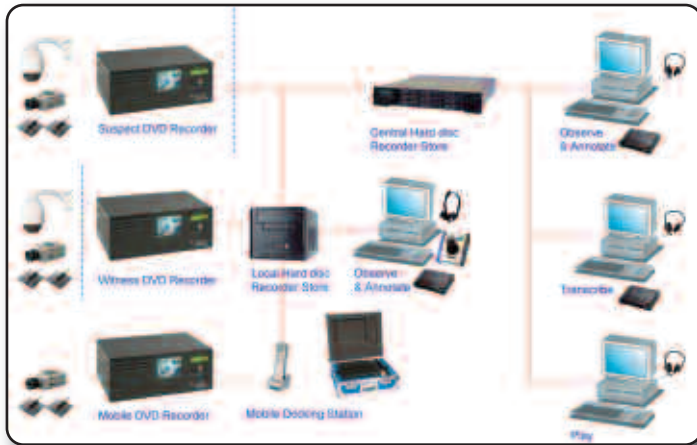 Suspect DVD Recorder
Central Hard disc
Recorder Store
Observe
& Annotate
Witness DVD Recorder
Local Hard disc
Recorder Store
Observe
& Annotate
Transcribe
Mobile DVD Recorder
Mobile Docking Station
Play